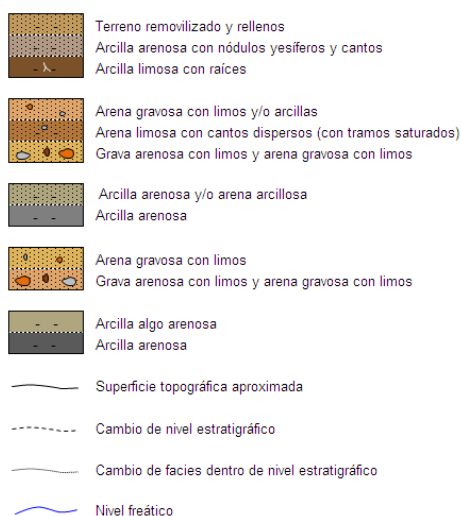 Terreno removilizado y rellenos
Arcilla arenosa con nódulos yesíferos y cantos
Arcilla limosa con raíces
Arena gravosa con limos y/o arcillas
Arena limosa con cantos dispersos (con tramos saturados)
Grava arenosa con limos y arena gravosa con limos
Arcilla arenosa y/o arena arcillosa
Arcilla arenosa
Arena gravosa con limos
Grava arenosa con limos y arena gravosa con limos
Arcilla algo arenosa
Arcilla arenosa
Superficie topográfica aproximada
Cambio de nivel estratigráfico
Cambio de facies dentro de nivel estratigráfico
Nivel freático